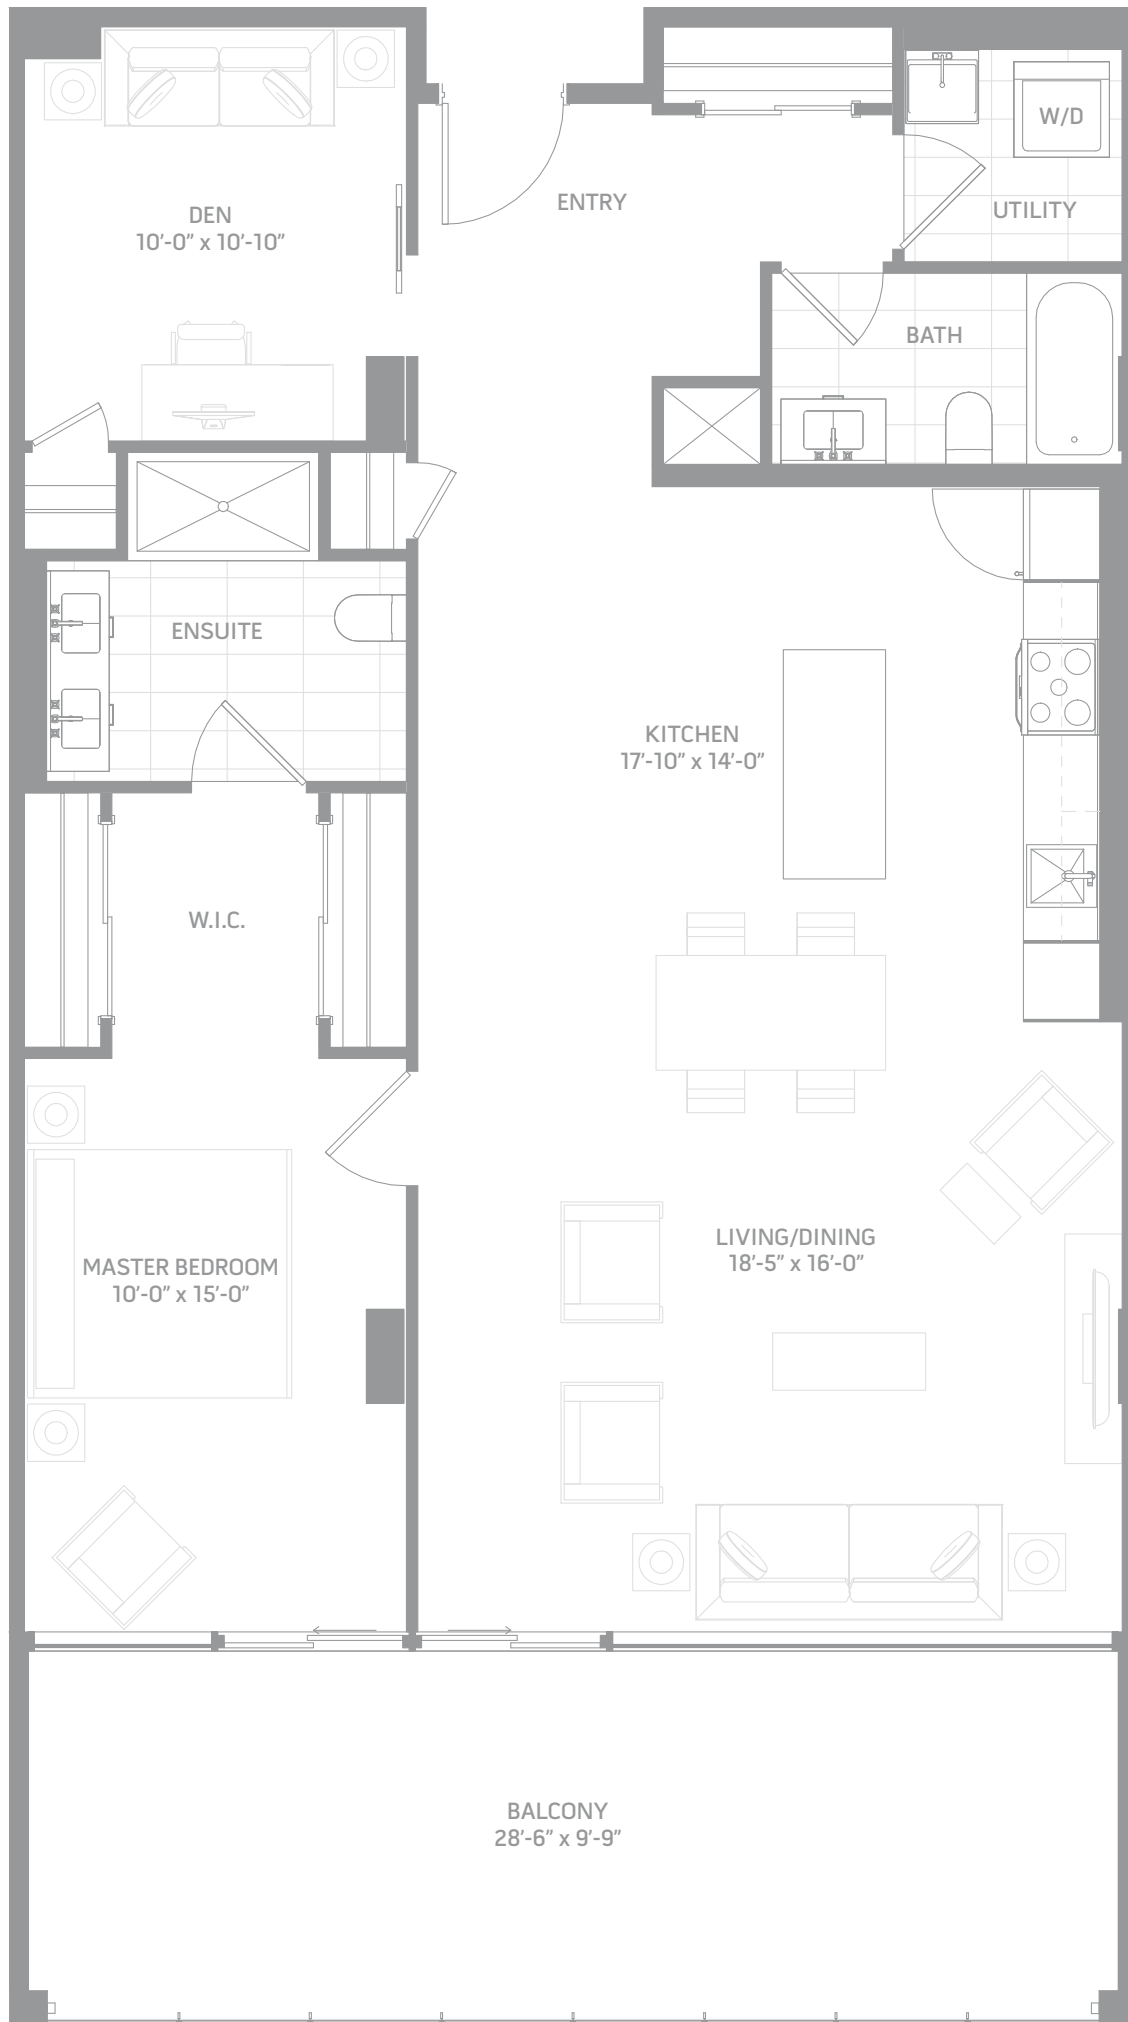 W/D
ENTRY
UTILITY
DEN
10'-0" x 10'-10"
BATH
ENSUITE
KITCHEN
17'-10" x 14'-0"
W.I.C.
LIVING/DINING
18'-5" x 16'-0"
MASTER BEDROOM
10'-0" x 15'-0"
BALCONY
28'-6" x 9'-9"